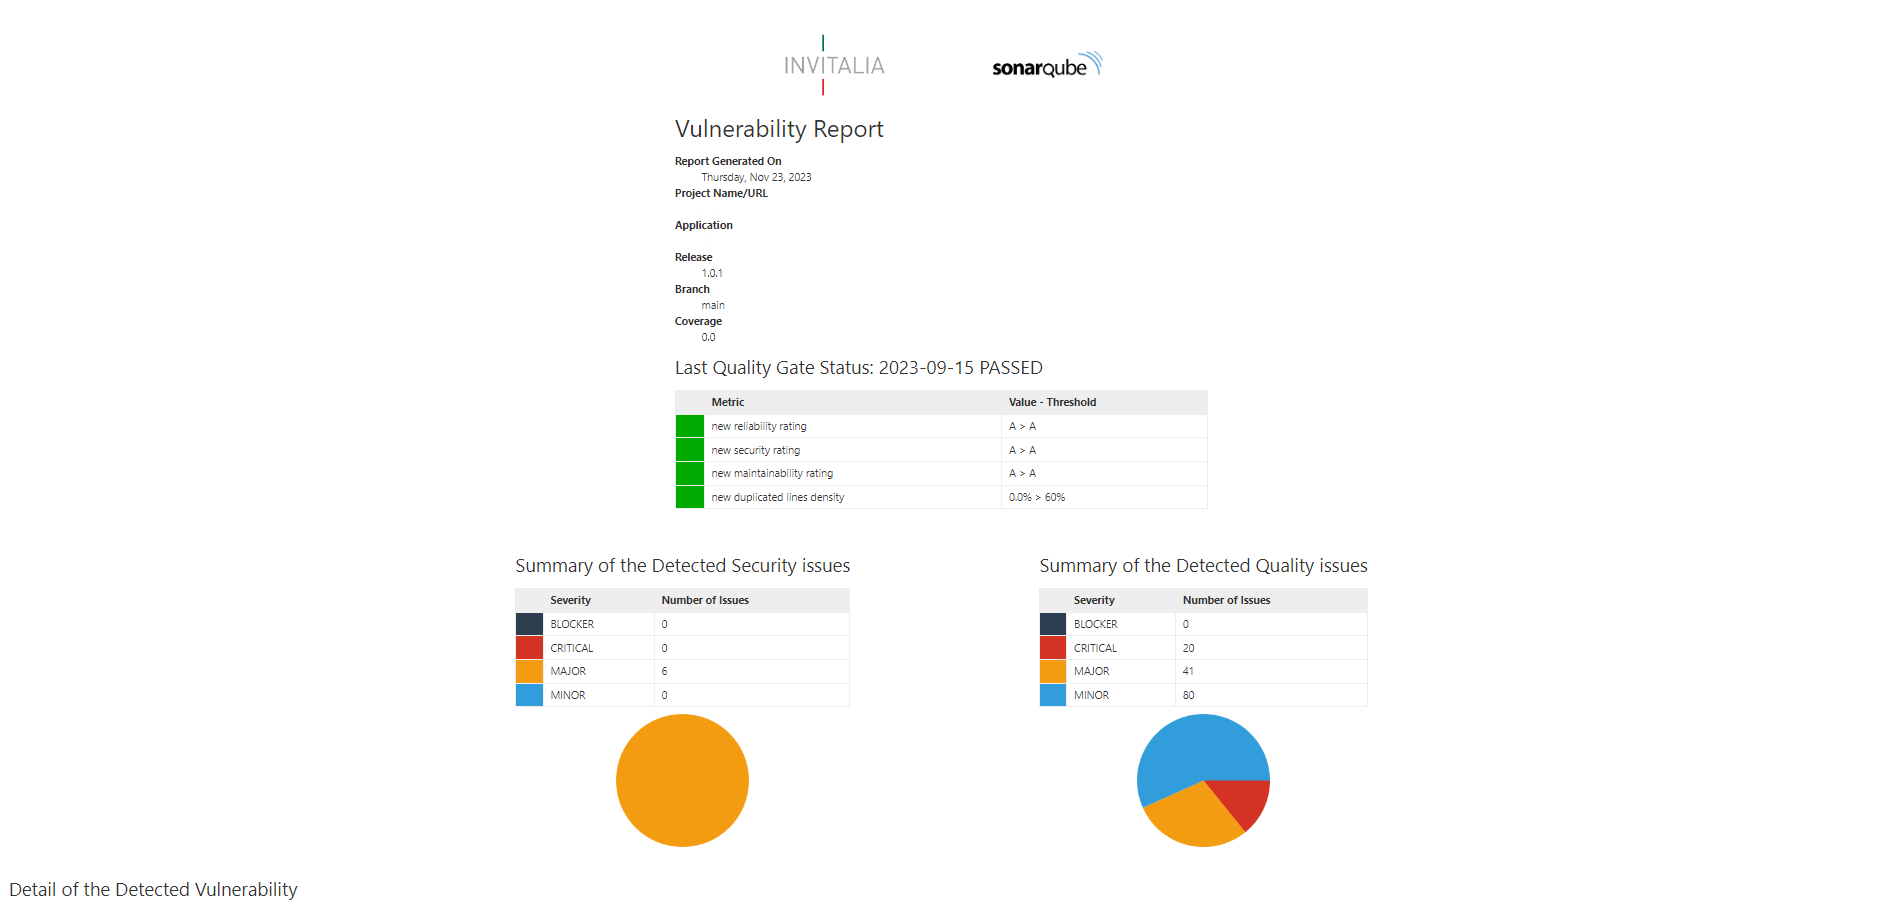 INVITALIA
sonarqube
Vulnerability Report
Report Generated On
Thursday, Nov 23, 2023
Project Name/URL
Application
Release
1.0.1
Branch
main
Coverage
0.0
Last Quality Gate Status: 2023-09-15 PASSED
Metric Value - Threshold
new reliability rating A > A
new security rating A > A
new maintainability rating A > A
new duplicated lines density 0.0% > 60%
Summary of the Detected Security issues
Severity Number of Issues
BLOCKER 0
CRITICAL 0
MAJOR 6
MINOR 0
Summary of the Detected Quality issues
Severity Number of Issues
BLOCKER 0
CRITICAL 20
MAJOR 41
MINOR 80
Detail of the Detected Vulnerability